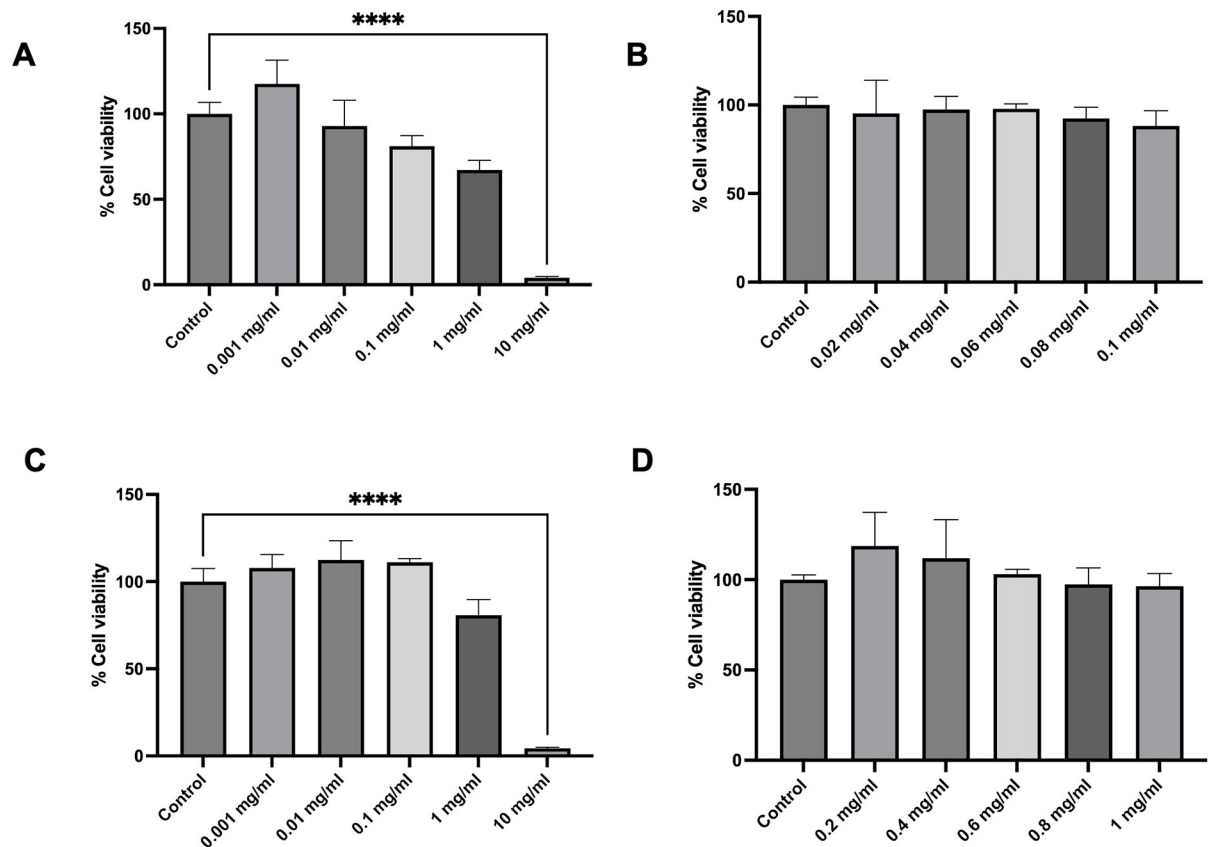 A
****
% Cell viability
150
100
50
0
Control
0.001 mg/ml
0.01 mg/ml
0.1 mg/ml
1 mg/ml
10 mg/ml
B
% Cell viability
150
100
50
0
Control
0.02 mg/ml
0.04 mg/ml
0.06 mg/ml
0.08 mg/ml
0.1 mg/ml
C
****
% Cell viability
150
100
50
0
Control
0.001 mg/ml
0.01 mg/ml
0.1 mg/ml
1 mg/ml
10 mg/ml
D
% Cell viability
150
100
50
0
Control
0.2 mg/ml
0.4 mg/ml
0.6 mg/ml
0.8 mg/ml
1 mg/ml